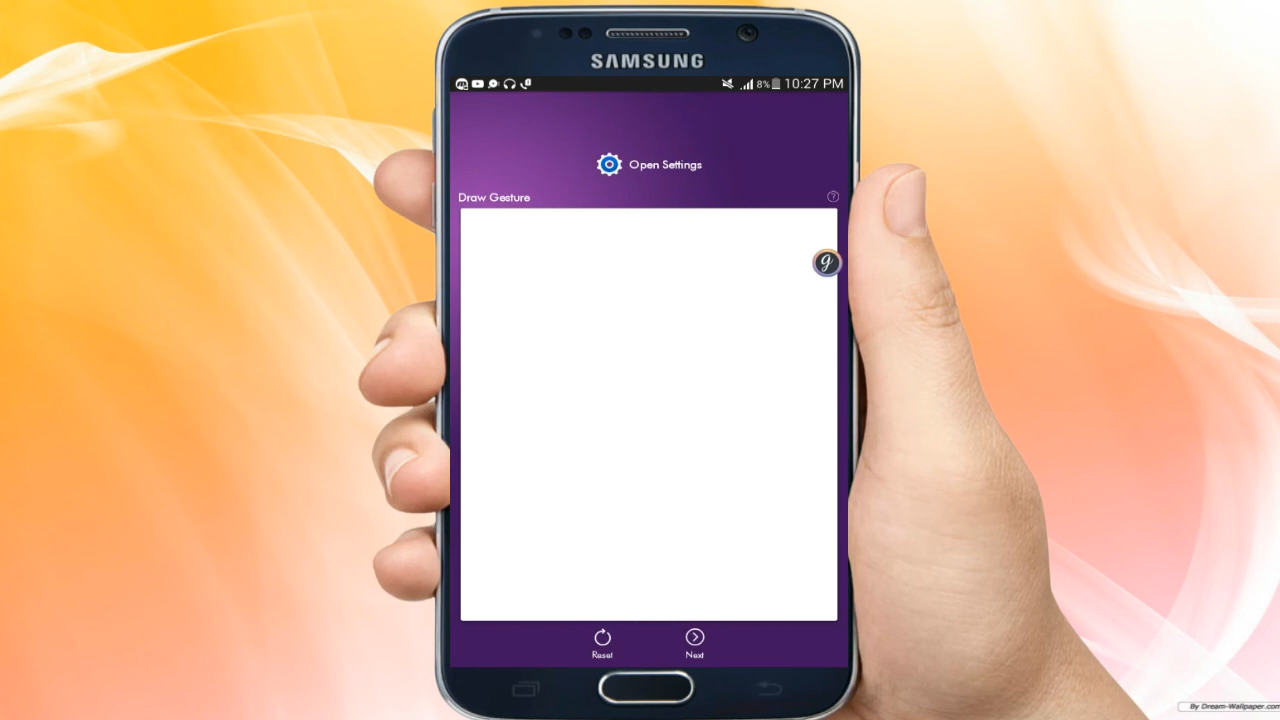 SAMSUNG
8% 10:27 PM
Open Settings
Draw Gesture
g
Reset
Next
By Dream-Wallpaper.com